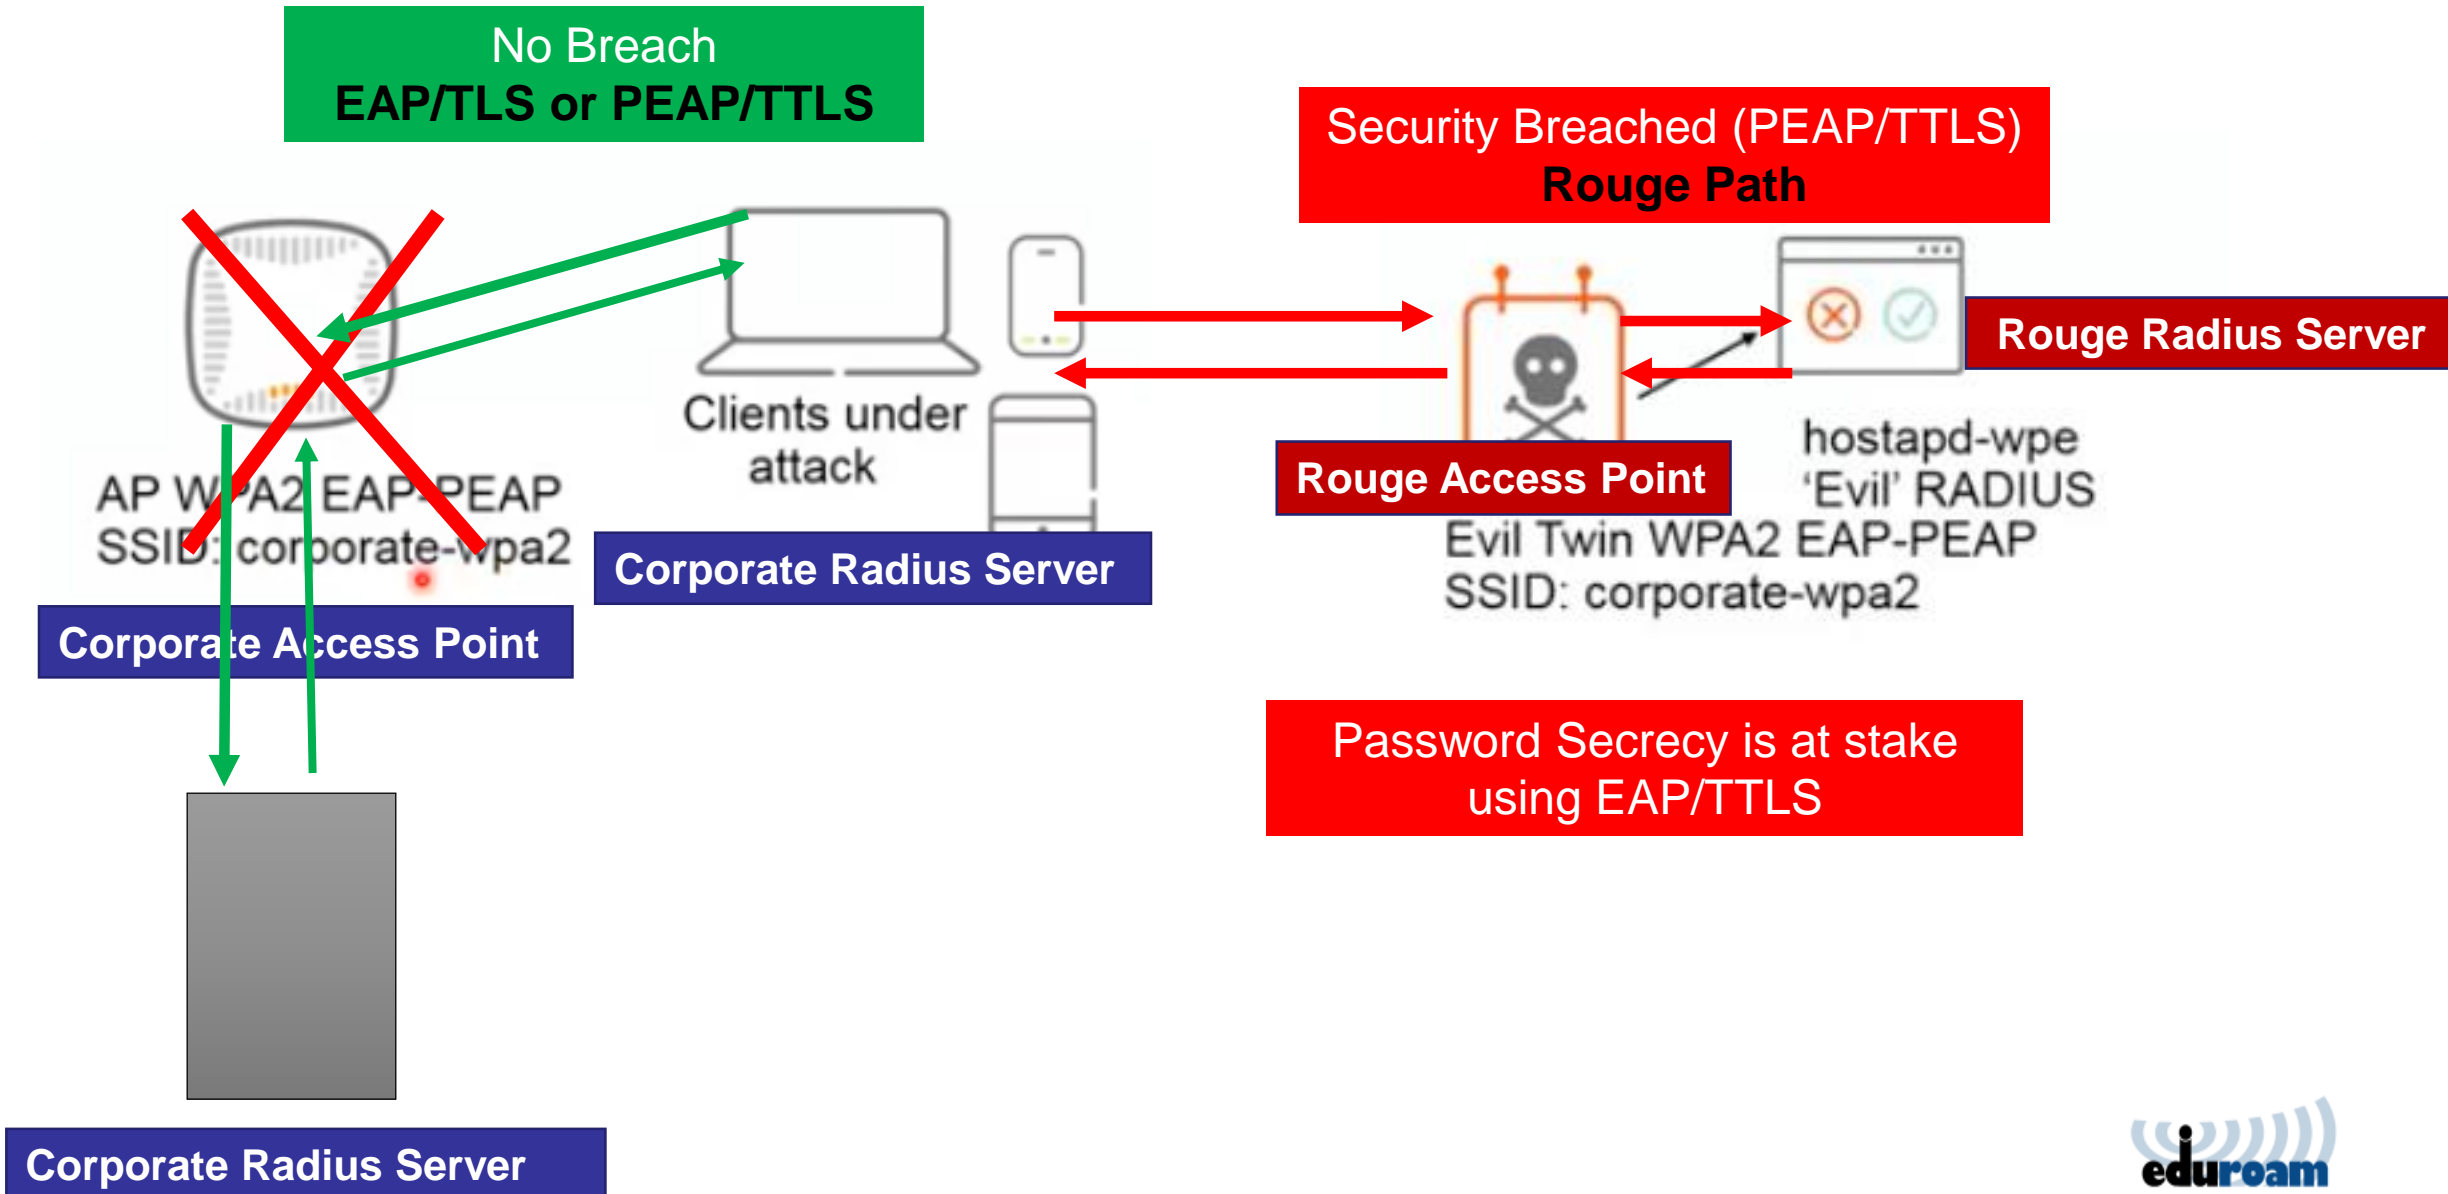 No Breach
EAP/TLS or PEAP/TTLS
Security Breached (PEAP/TTLS)
Rouge Path
Rouge Radius Server
Clients under
attack
hostapd-wpe
'Evil' RADIUS
Rouge Access Point
AP WPA2 EAP-PEAP
SSID: corporate-wpa2
Evil Twin WPA2 EAP-PEAP
SSID: corporate-wpa2
Corporate Radius Server
Corporate Access Point
Password Secrecy is at stake
using EAP/TTLS
Corporate Radius Server
eduroam